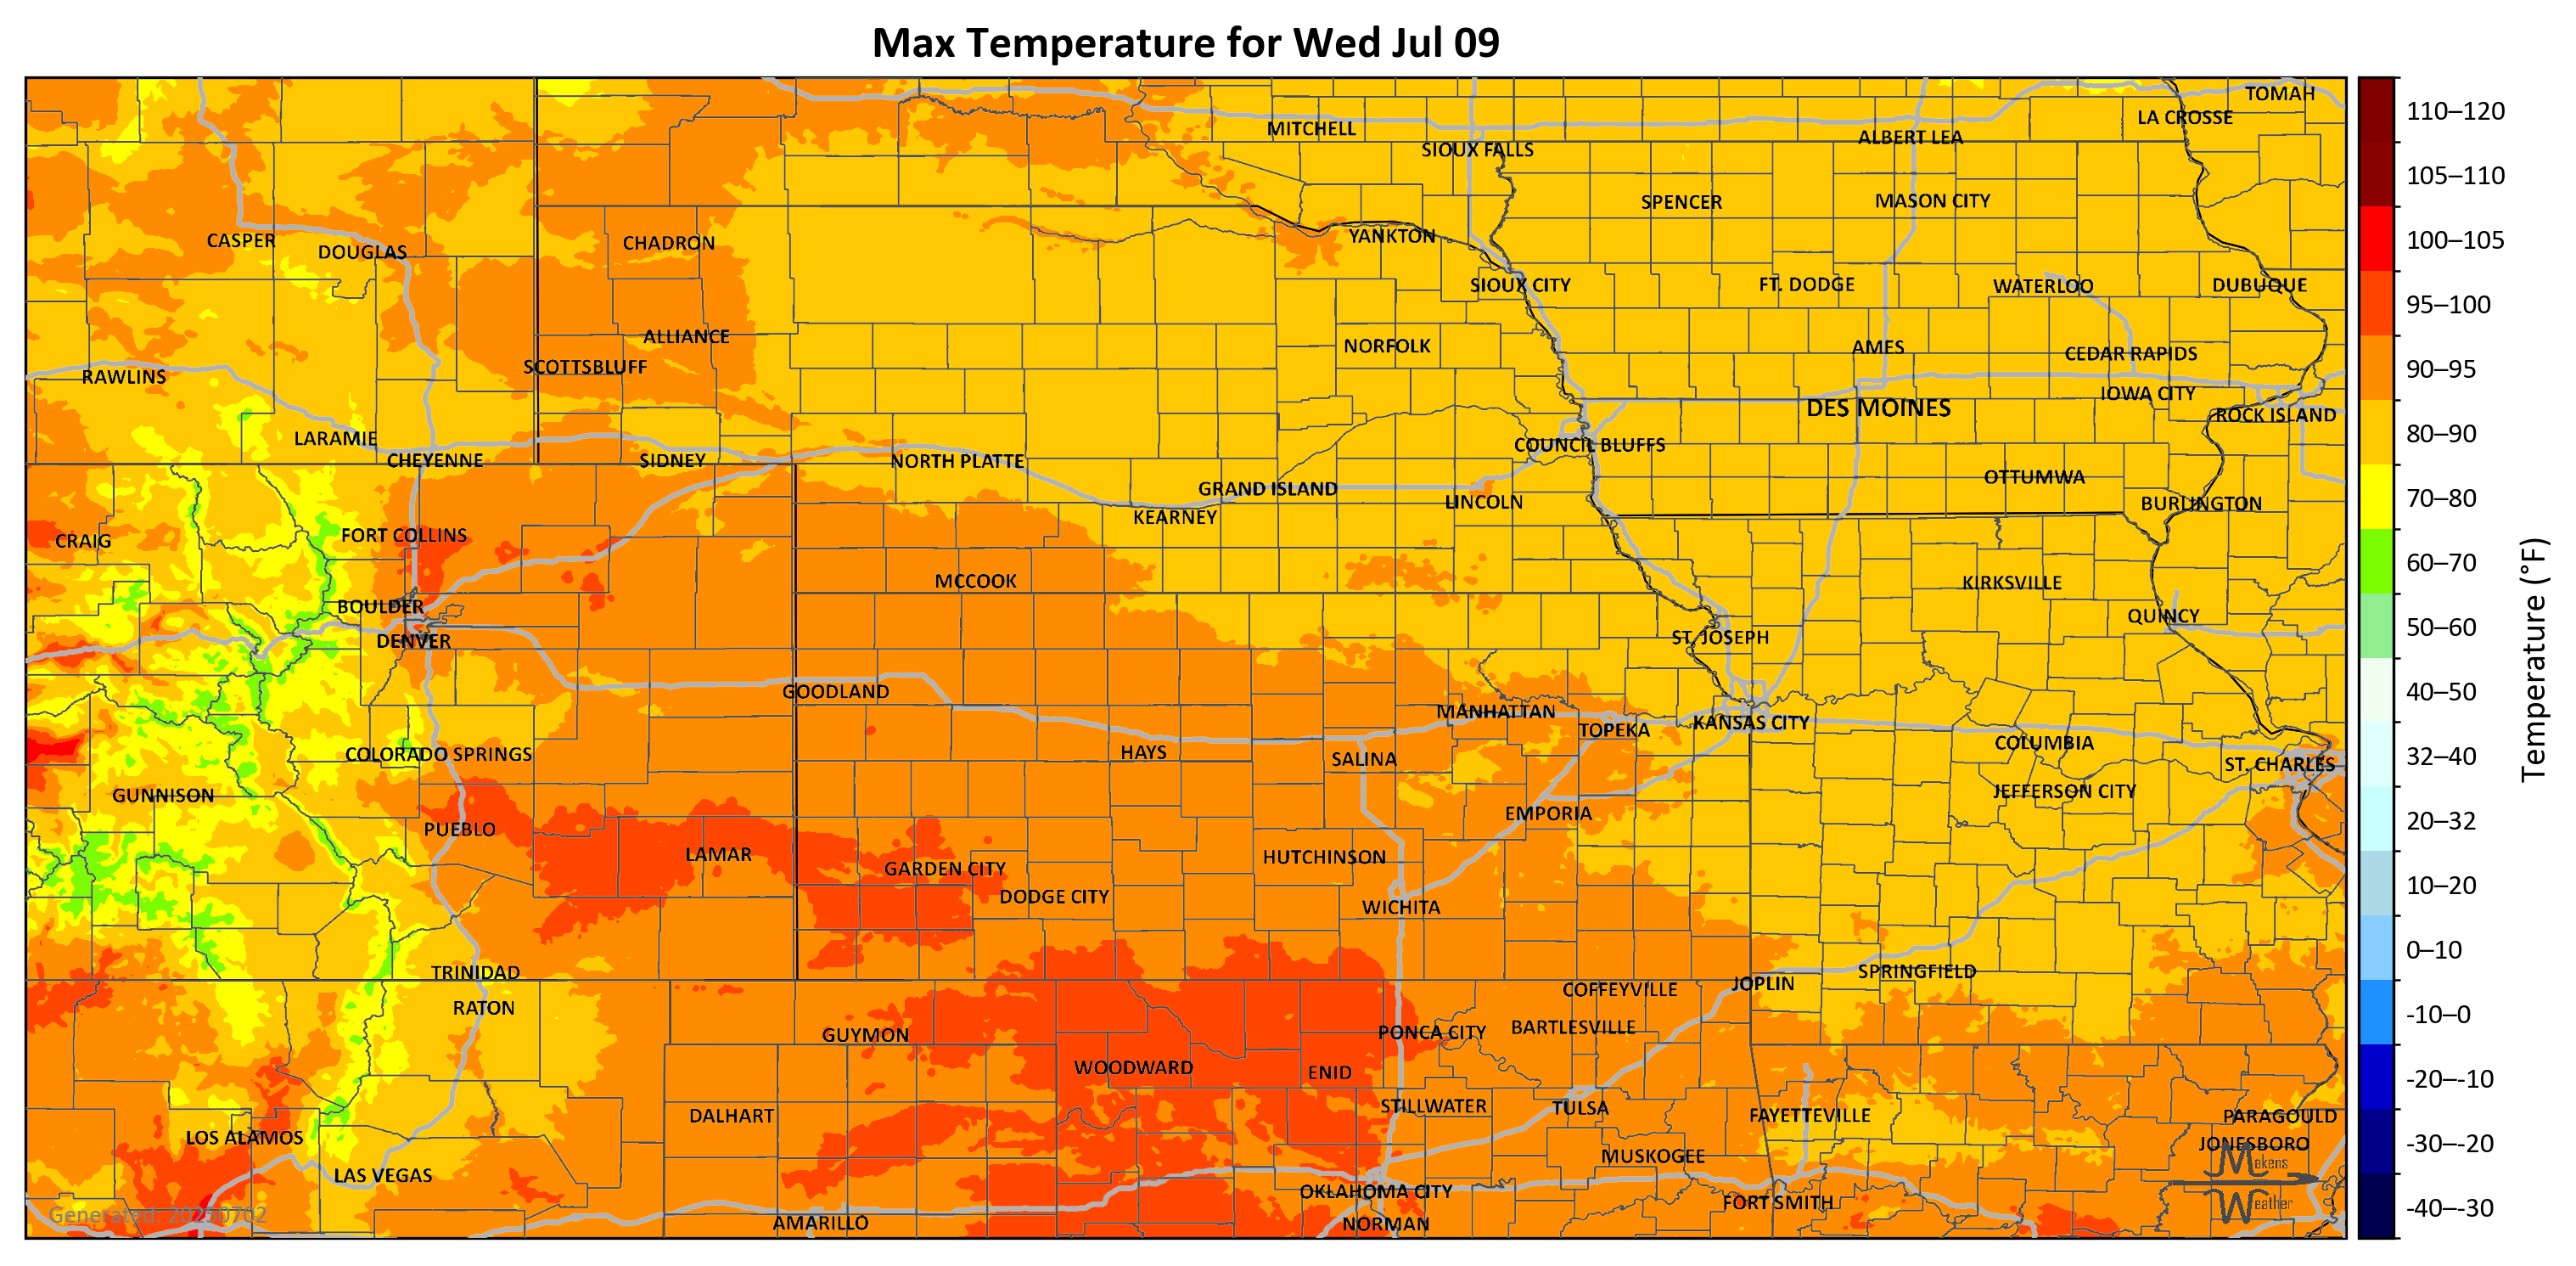 Max Temperature for Wed Jul 09
TOMAH
LA CROSSE
MITCHELL
ALBERT LEA
SIOUX FALLS
SPENCER
MASON CITY
CASPER
DOUGLAS
CHADRON
YANKTON
SIOUX CITY
FT. DODGE
WATERLOO
DUBUQUE
ALLIANCE
NORFOLK
AMES
CEDAR RAPIDS
SCOTTSBLUFF
RAWLINS
IOWA CITY
DES MOINES
ROCK ISLAND
LARAMIE
COUNCIL BLUFFS
CHEYENNE
SIDNEY
NORTH PLATTE
OTTUMWA
GRAND ISLAND
LINCOLN
BURLINGTON
KEARNEY
FORT COLLINS
CRAIG
MCCOOK
KIRKSVILLE
BOULDER
QUINCY
DENVER
ST. JOSEPH
GOODLAND
MANHATTAN
KANSAS CITY
TOPEKA
COLUMBIA
COLORADO SPRINGS
HAYS
SALINA
ST. CHARLES
GUNNISON
JEFFERSON CITY
EMPORIA
PUEBLO
LAMAR
HUTCHINSON
GARDEN CITY
DODGE CITY
WICHITA
TRINIDAD
SPRINGFIELD
JOPLIN
COFFEYVILLE
RATON
GUYMON
PONCA CITY
BARTLESVILLE
WOODWARD
ENID
STILLWATER
TULSA
DALHART
FAYETTEVILLE
PARAGOULD
LOS ALAMOS
JONESBORO
MUSKOGEE
LAS VEGAS
OKLAHOMA CITY
FORT SMITH
AMARILLO
NORMAN
Generated: 20250702
Makens
Weather
110–120
105–110
100–105
95–100
90–95
80–90
70–80
60–70
50–60
40–50
32–40
20–32
10–20
0–10
-10–0
-20–-10
-30–-20
-40–-30
Temperature (°F)